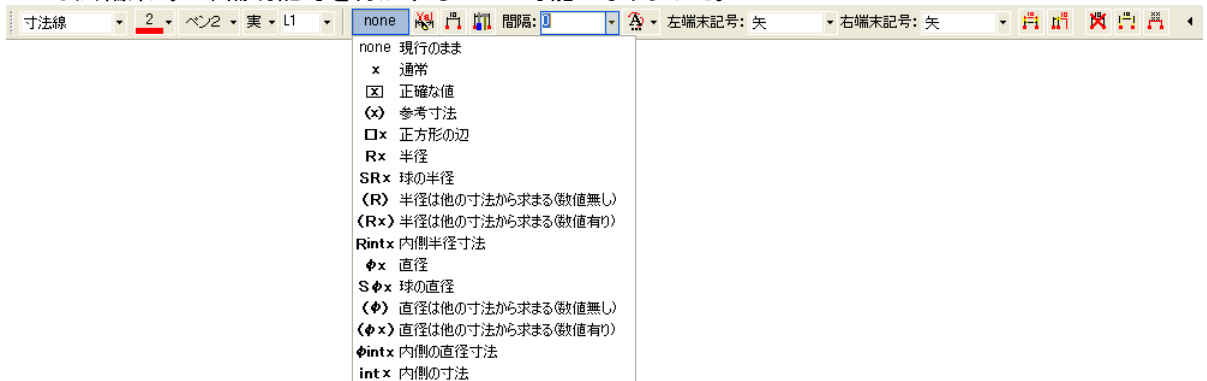 寸法線 2 ペン2 実 L1 none 間隔: 0 左端末記号: 矢 右端末記号: 矢
none 現行のまま
x 通常
x 正確な値
(x) 参考寸法
□x 正方形の辺
Rx 半径
SRx 球の半径
(R) 半径は他の寸法から求まる(数値無し)
(Rx) 半径は他の寸法から求まる(数値有り)
Rintx 内側半径寸法
φx 直径
Sφx 球の直径
(φ) 直径は他の寸法から求まる(数値無し)
(φx) 直径は他の寸法から求まる(数値有り)
φintx 内側の直径寸法
intx 内側の寸法